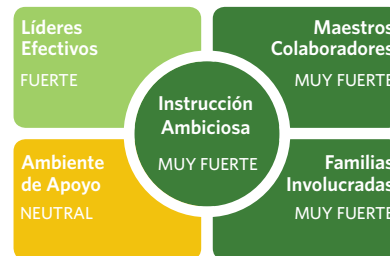 Líderes
Efectivos
FUERTE
Maestros
Colaboradores
MUY FUERTE
Instrucción
Ambiciosa
MUY FUERTE
Ambiente
de Apoyo
NEUTRAL
Familias
Involucradas
MUY FUERTE